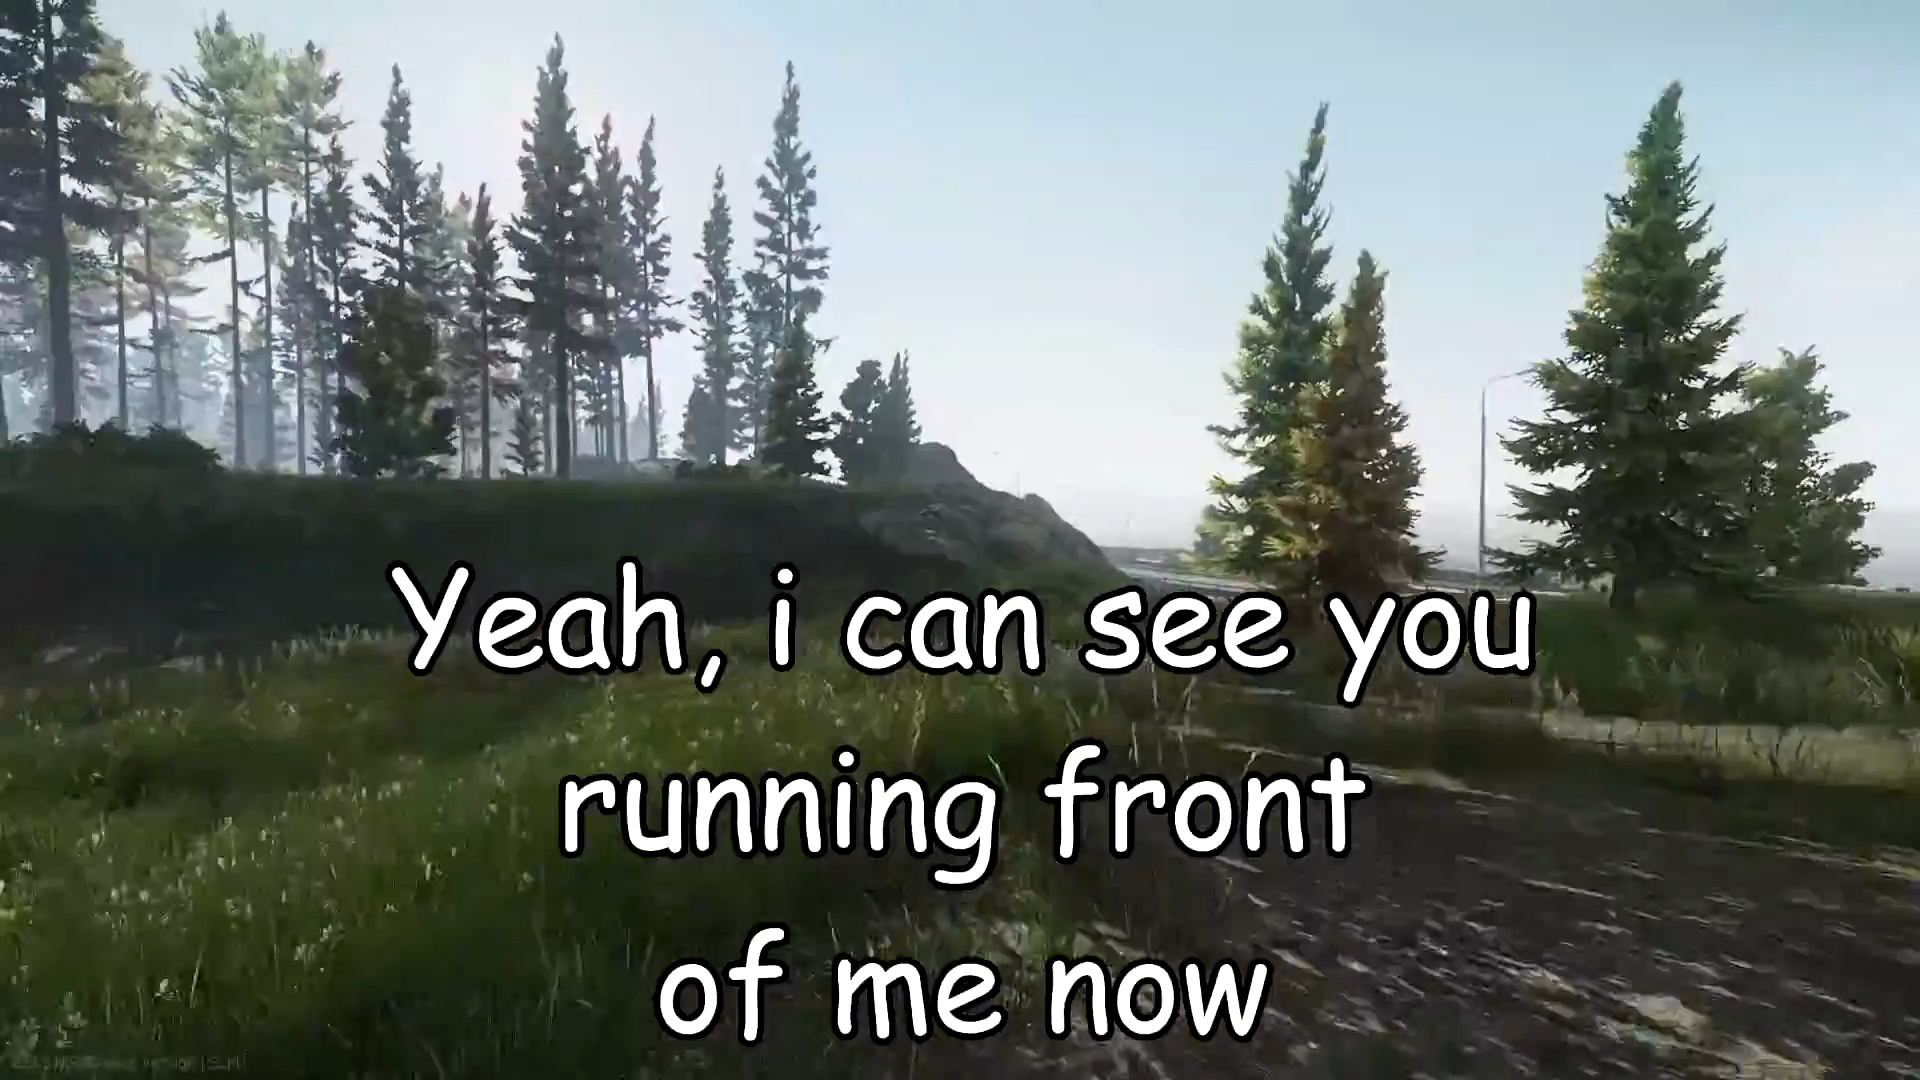 Yeah, i can see you
running front
of me now